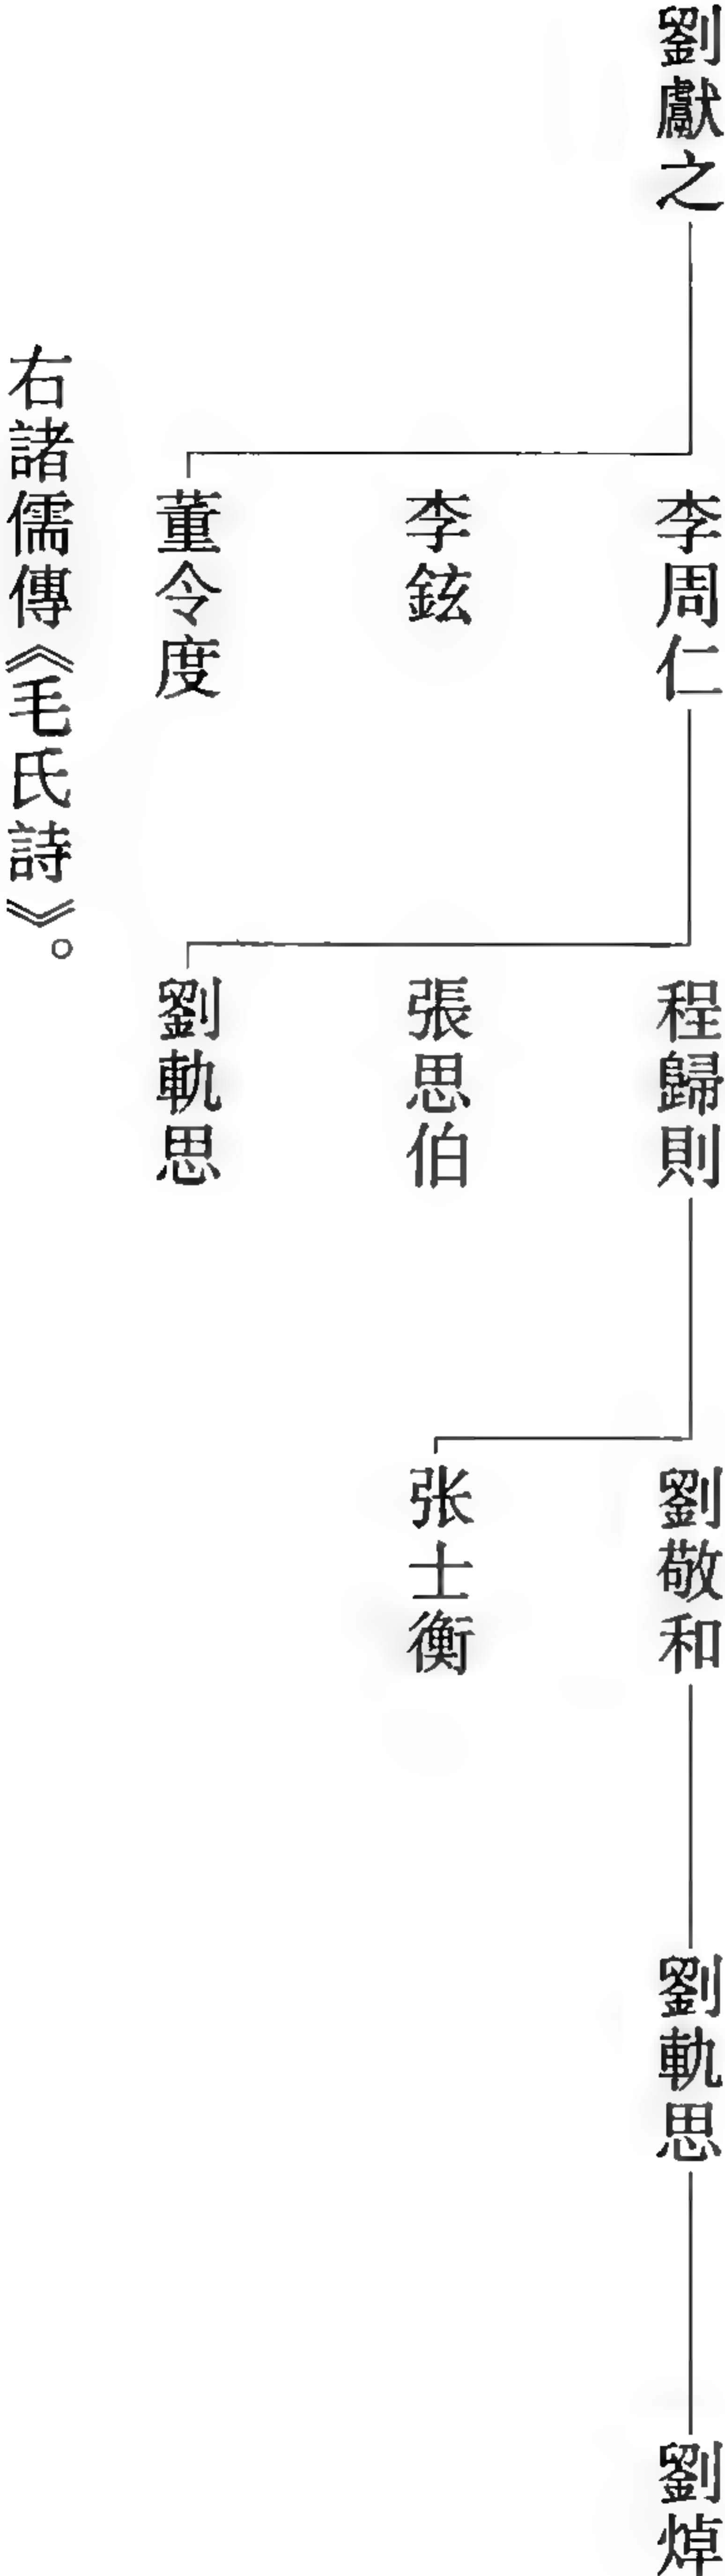 劉獻之
李周仁
程歸則
劉敬和
劉軌思
劉焯
李鉉
張思伯
张士衡
董令度
劉軌思
右諸儒傳《毛氏詩》。